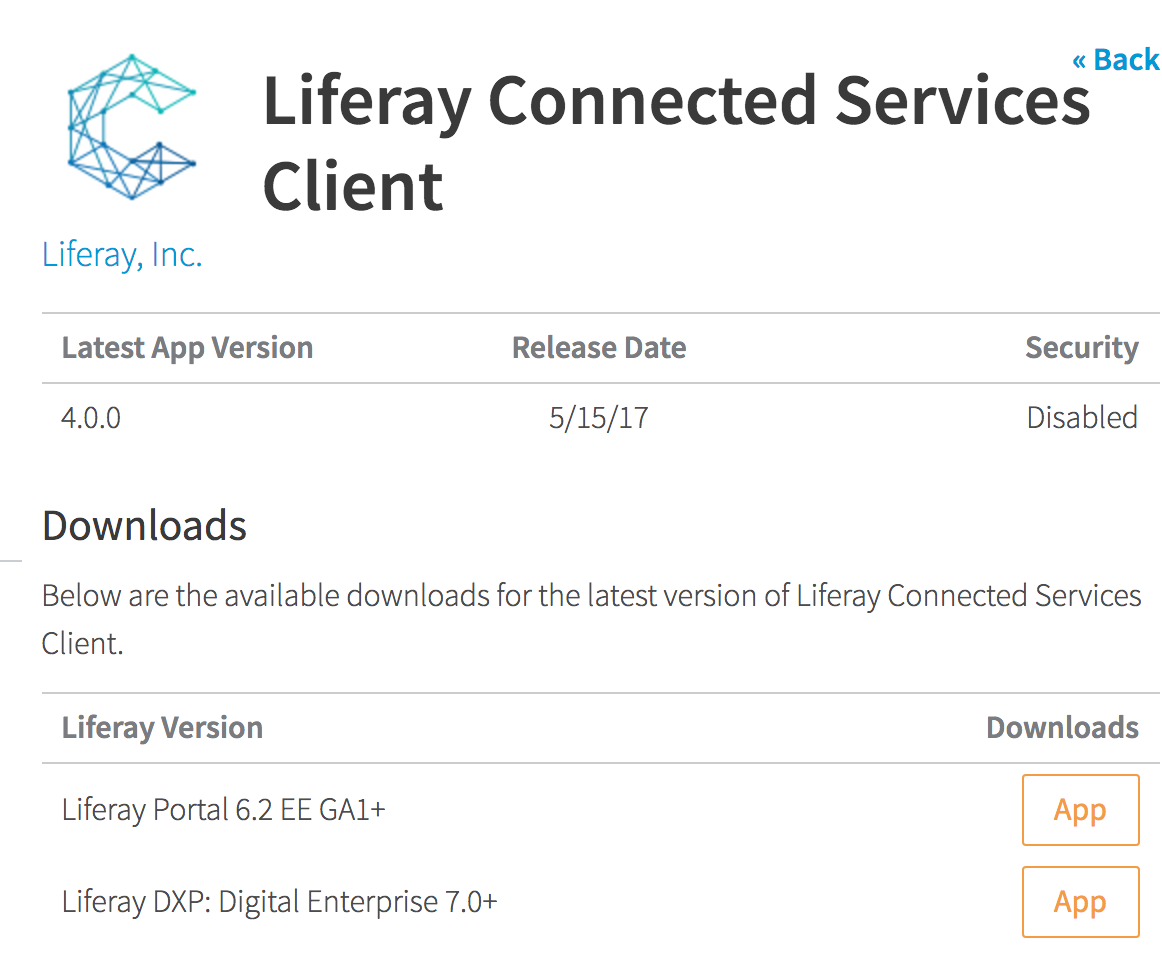 « Back
Liferay Connected Services
Client
Liferay, Inc.
Latest App Version Release Date Security
4.0.0 5/15/17 Disabled
Downloads
Below are the available downloads for the latest version of Liferay Connected Services
Client.
Liferay Version Downloads
Liferay Portal 6.2 EE GA1+ App
Liferay DXP: Digital Enterprise 7.0+ App